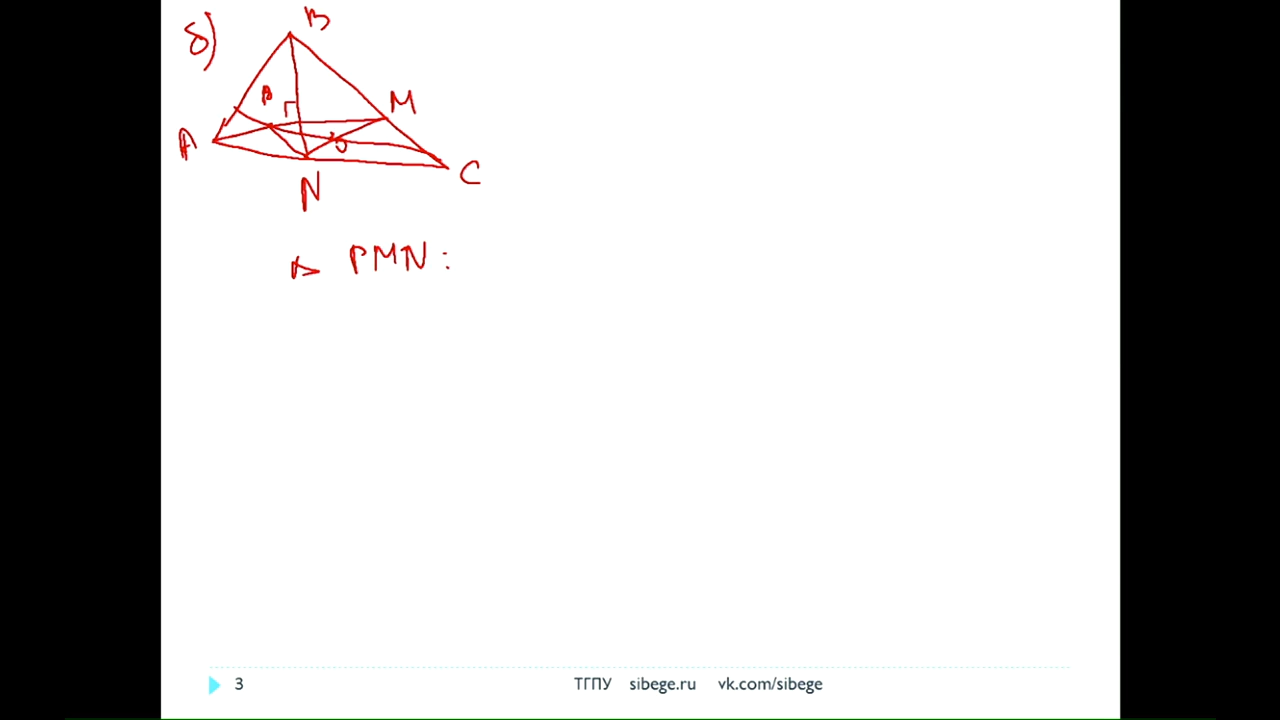 б)
B
P
M
A
O
C
N
△ PMN:
3 ТГПУ sibege.ru vk.com/sibege